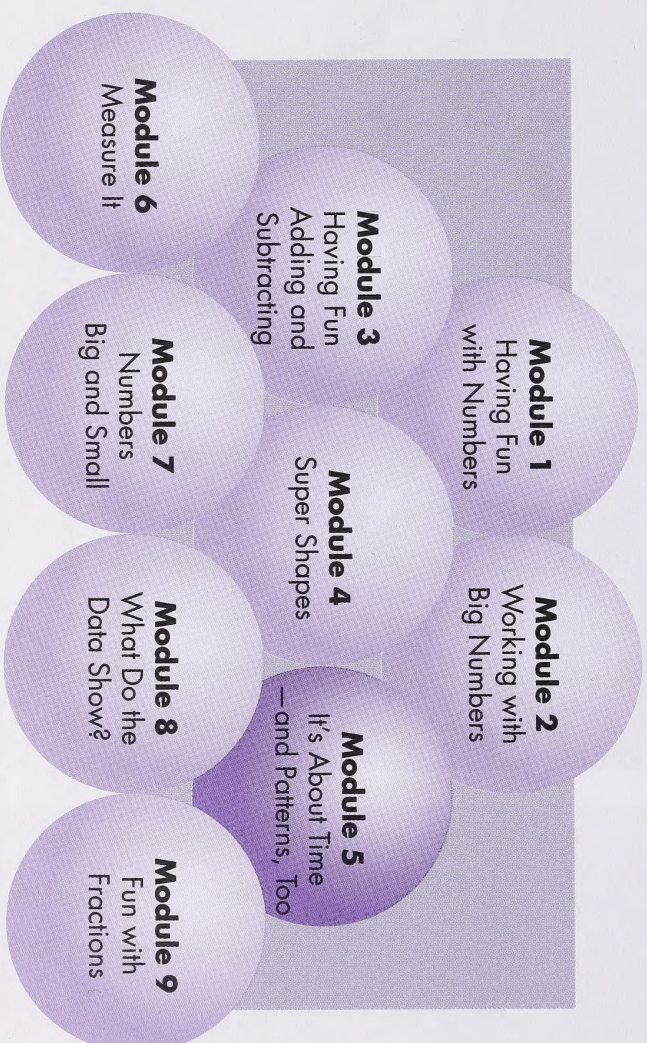 Module 1
Having Fun
with Numbers
Module 2
Working with
Big Numbers
Module 3
Having Fun
Adding and
Subtracting
Module 4
Super Shapes
Module 5
It's About Time
—and Patterns, Too
Module 6
Measure It
Module 7
Numbers
Big and Small
Module 8
What Do the
Data Show?
Module 9
Fun with
Fractions